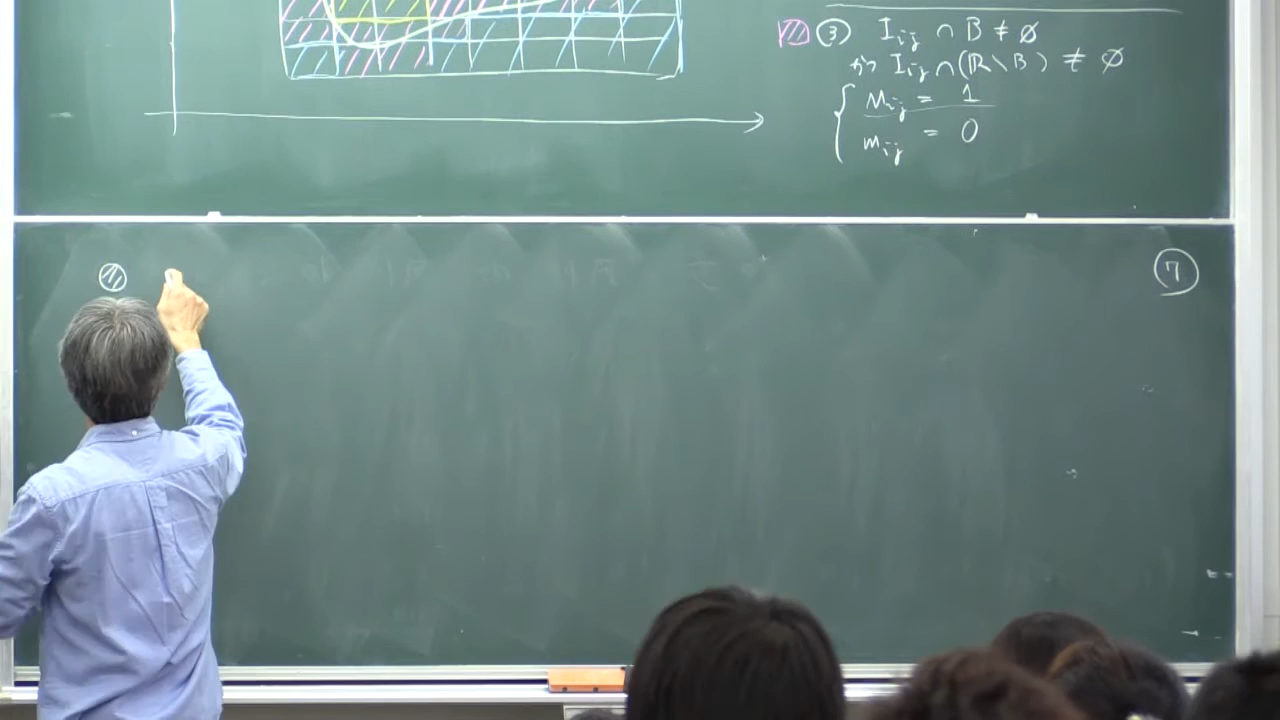 ③ I_ij ∩ B ≠ ∅
かつ I_ij ∩ (R \ B) ≠ ∅
{ M_ij = 1
m_ij = 0
⑦